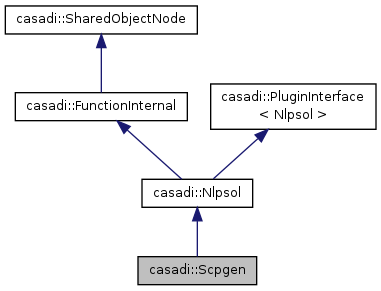 casadi::SharedObjectNode
casadi::FunctionInternal
casadi::PluginInterface
< Nlpsol >
casadi::Nlpsol
casadi::Scpgen